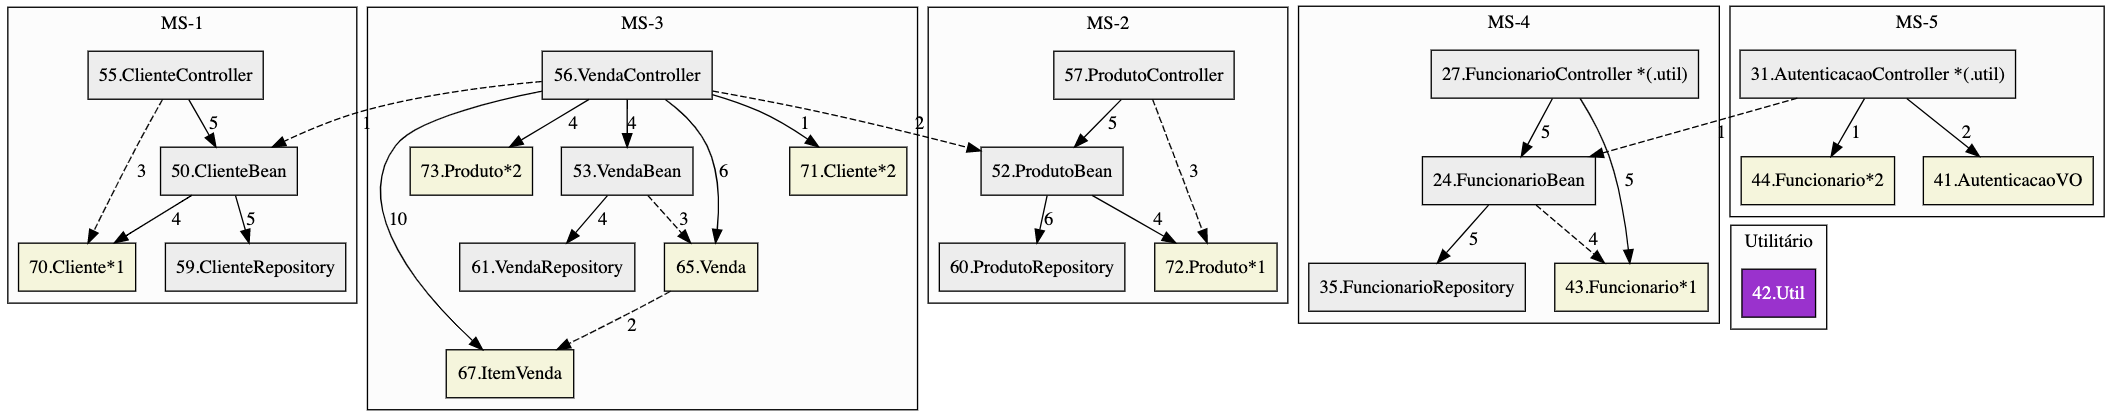 MS-1
55.ClienteController
5
3
50.ClienteBean
4
5
70.Cliente*1
59.ClienteRepository
MS-3
56.VendaController
1
4
4
6
1
2
10
73.Produto*2
53.VendaBean
71.Cliente*2
4
3
61.VendaRepository
65.Venda
2
67.ItemVenda
MS-2
57.ProdutoController
5
3
52.ProdutoBean
6
4
60.ProdutoRepository
72.Produto*1
MS-4
27.FuncionarioController *(.util)
5
5
24.FuncionarioBean
5
4
35.FuncionarioRepository
43.Funcionario*1
MS-5
31.AutenticacaoController *(.util)
1
1
2
44.Funcionario*2
41.AutenticacaoVO
Utilitário
42.Util